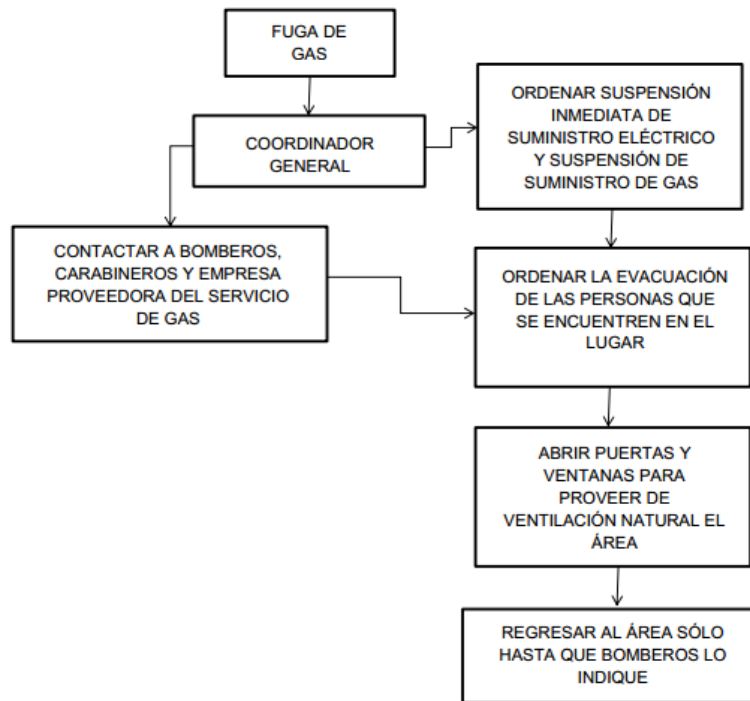 FUGA DE
GAS
COORDINADOR
GENERAL
ORDENAR SUSPENSIÓN
INMEDIATA DE
SUMINISTRO ELÉCTRICO
Y SUSPENSIÓN DE
SUMINISTRO DE GAS
CONTACTAR A BOMBEROS,
CARABINEROS Y EMPRESA
PROVEEDORA DEL SERVICIO
DE GAS
ORDENAR LA EVACUACIÓN
DE LAS PERSONAS QUE
SE ENCUENTREN EN EL
LUGAR
ABRIR PUERTAS Y
VENTANAS PARA
PROVEER DE
VENTILACIÓN NATURAL EL
ÁREA
REGRESAR AL ÁREA SÓLO
HASTA QUE BOMBEROS LO
INDIQUE